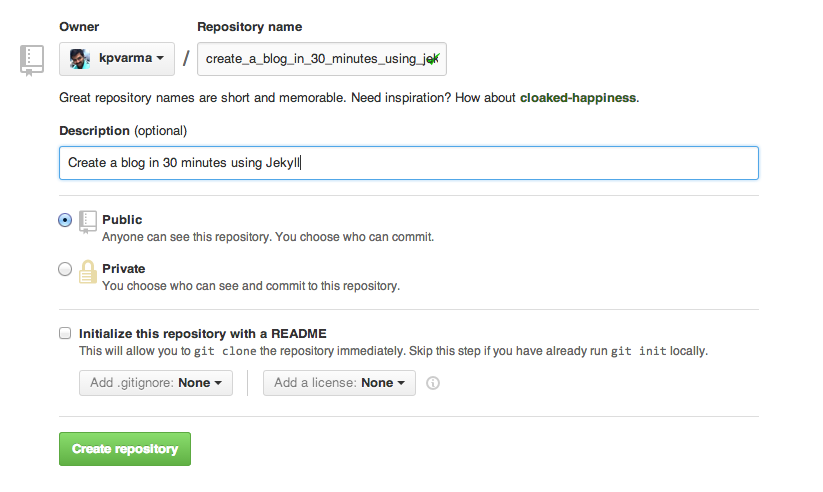 Owner Repository name
kpvarma / create_a_blog_in_30_minutes_using_jek
Great repository names are short and memorable. Need inspiration? How about cloaked-happiness.
Description (optional)
Create a blog in 30 minutes using Jekyll
Public
Anyone can see this repository. You choose who can commit.
Private
You choose who can see and commit to this repository.
Initialize this repository with a README
This will allow you to git clone the repository immediately. Skip this step if you have already run git init locally.
Add .gitignore: None Add a license: None
Create repository